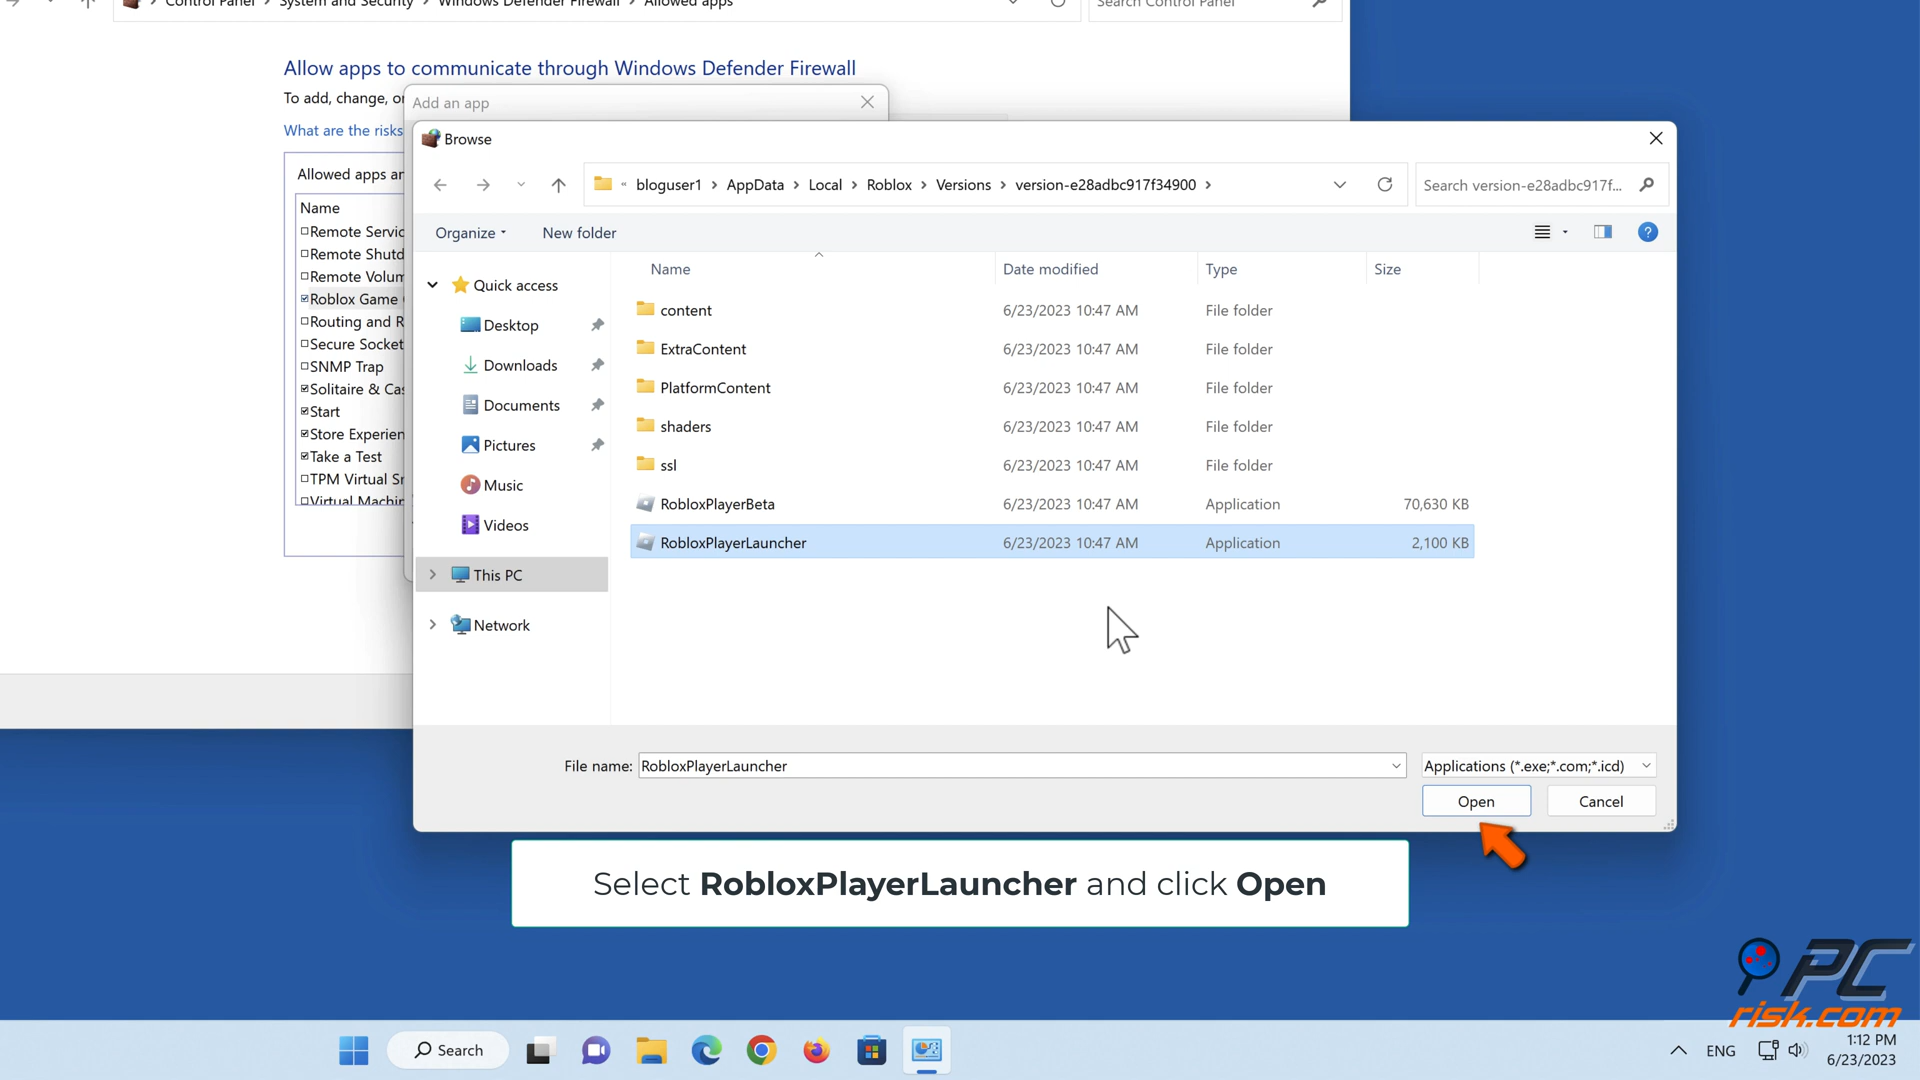 Control Panel > System and Security > Windows Defender Firewall > Allowed apps
Search Control Panel
Allow apps to communicate through Windows Defender Firewall
To add, change, o
What are the risks
Add an app
Browse
« bloguser1 > AppData > Local > Roblox > Versions > version-e28adbc917f34900 >
Search version-e28adbc917f...
Organize
New folder
?
Allowed apps a
Name
Remote Servic
Remote Shutd
Remote Volum
Roblox Game
Routing and R
Secure Socket
SNMP Trap
Solitaire & Cas
Start
Store Experien
Take a Test
TPM Virtual Sr
Virtual Machin
Quick access
Desktop
Downloads
Documents
Pictures
Music
Videos
This PC
Network
Name Date modified Type Size
content 6/23/2023 10:47 AM File folder
ExtraContent 6/23/2023 10:47 AM File folder
PlatformContent 6/23/2023 10:47 AM File folder
shaders 6/23/2023 10:47 AM File folder
ssl 6/23/2023 10:47 AM File folder
RobloxPlayerBeta 6/23/2023 10:47 AM Application 70,630 KB
RobloxPlayerLauncher 6/23/2023 10:47 AM Application 2,100 KB
File name: RobloxPlayerLauncher
Applications (*.exe;*.com;*.icd)
Open
Cancel
Select RobloxPlayerLauncher and click Open
PC
risk.com
Search
ENG
1:12 PM
6/23/2023